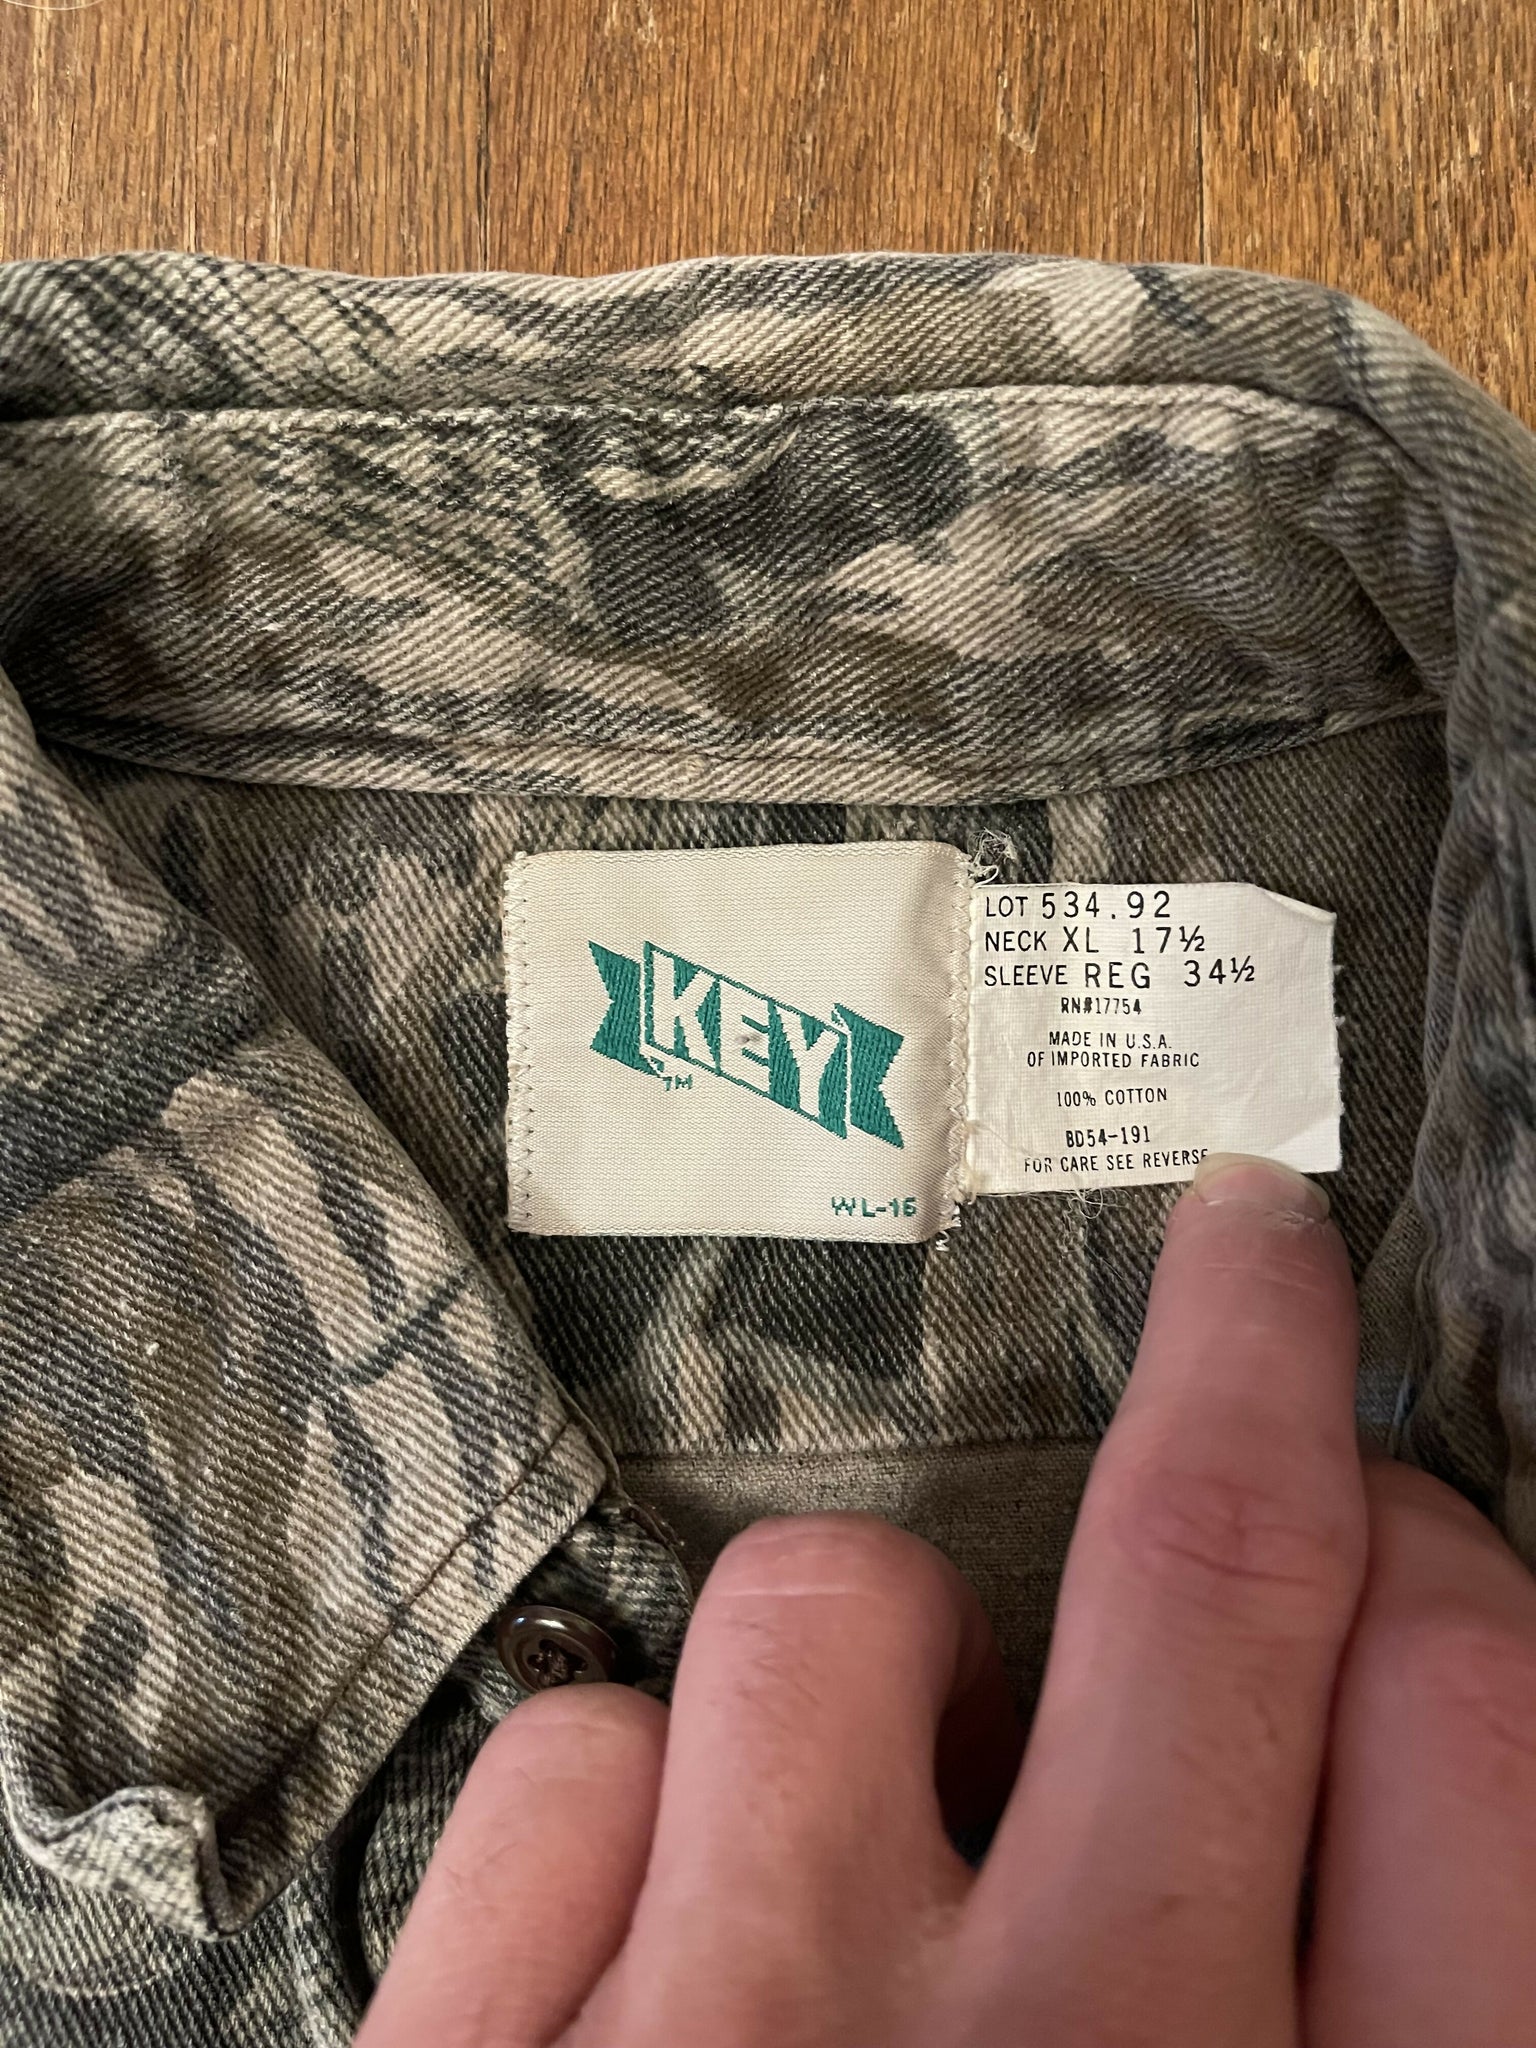 KEY
TM
WL-16
LOT 534.92
NECK XL 17½
SLEEVE REG 34½
RN#17754
MADE IN U.S.A.
OF IMPORTED FABRIC
100% COTTON
BD54-191
FOR CARE SEE REVERSE